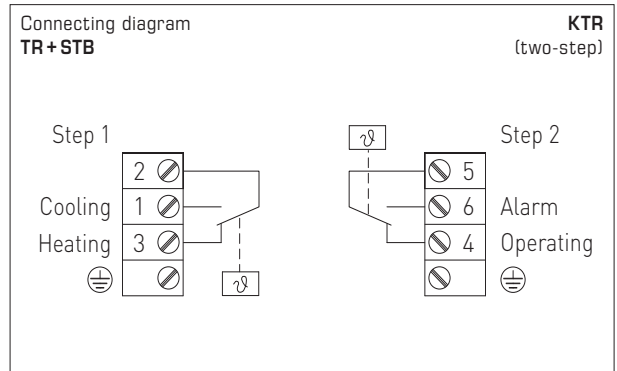 Connecting diagram
TR + STB
KTR
(two-step)
Step 1
2
Cooling 1
Heating 3
ϑ
ϑ
Step 2
5
6 Alarm
4 Operating